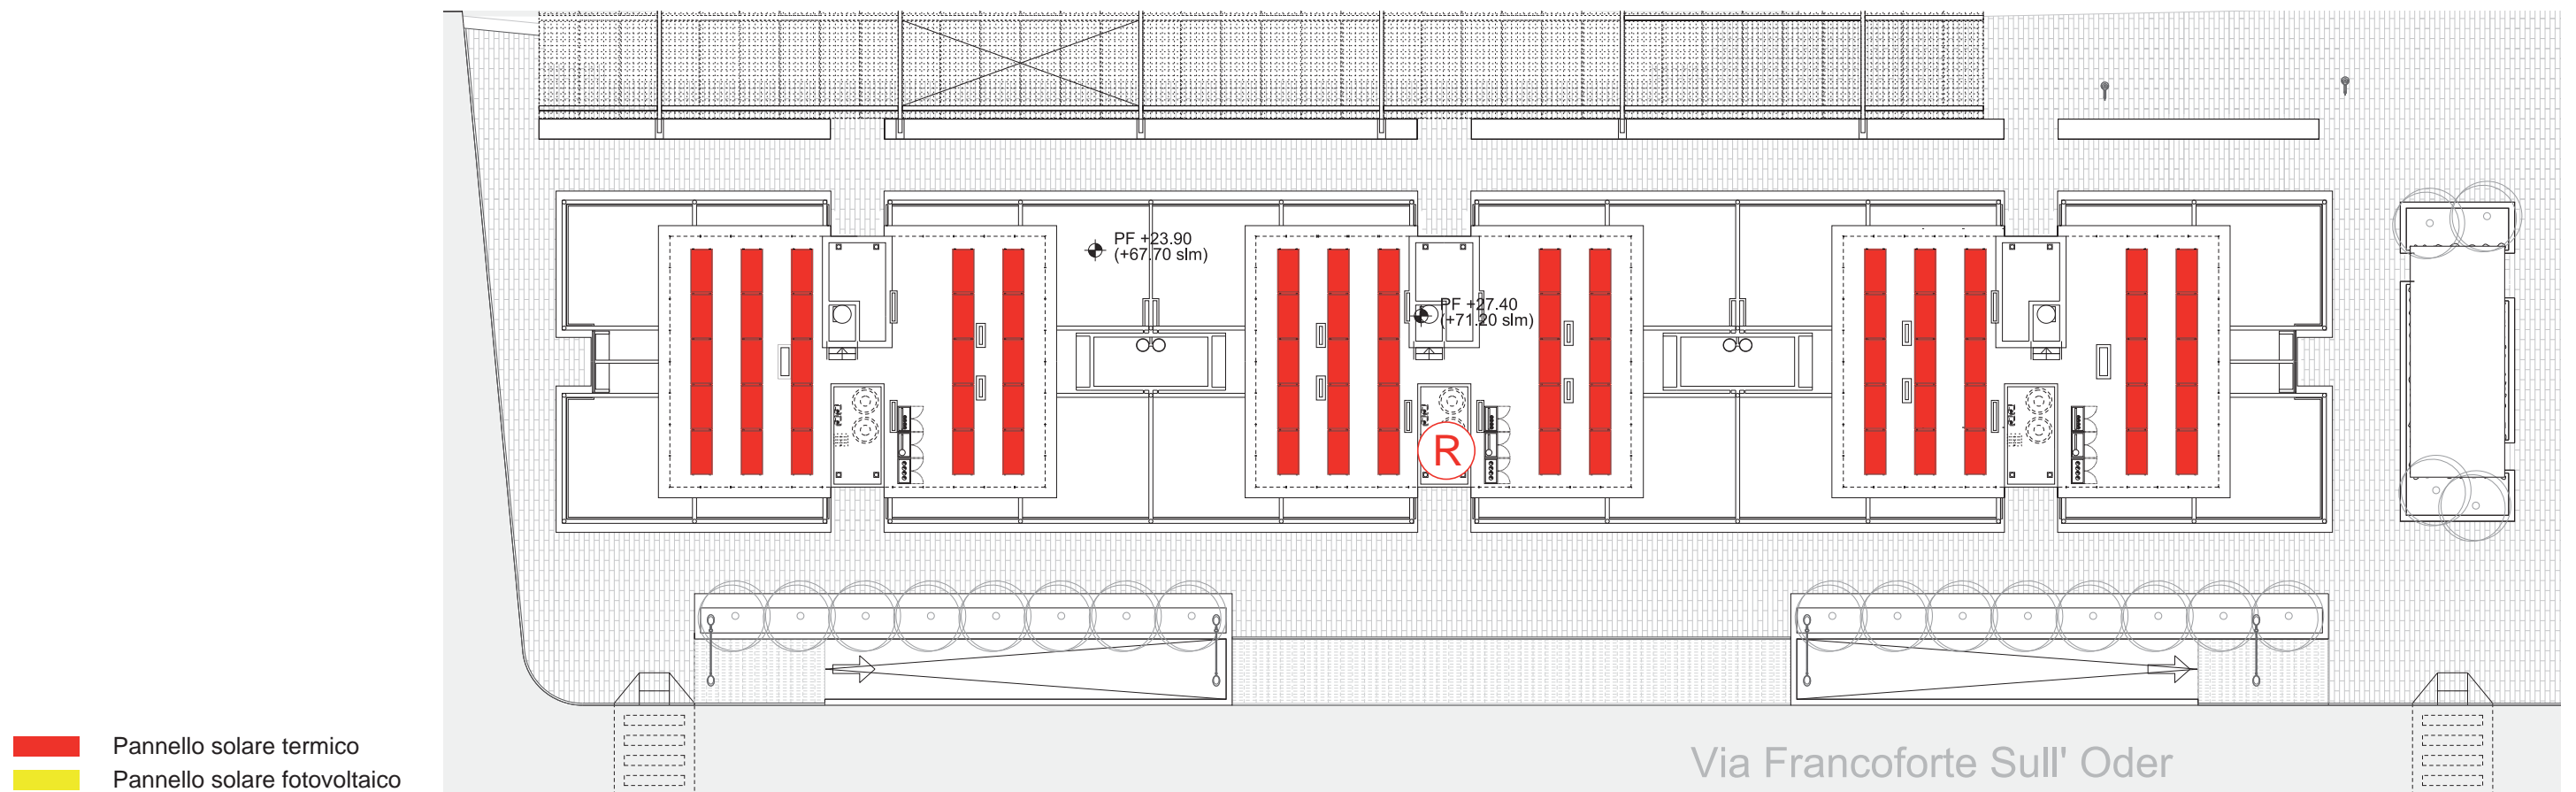 PF +23.90
(+67.70 slm)
PF +27.40
(+71.20 slm)
R
Pannello solare termico
Pannello solare fotovoltaico
Via Francoforte Sull' Oder